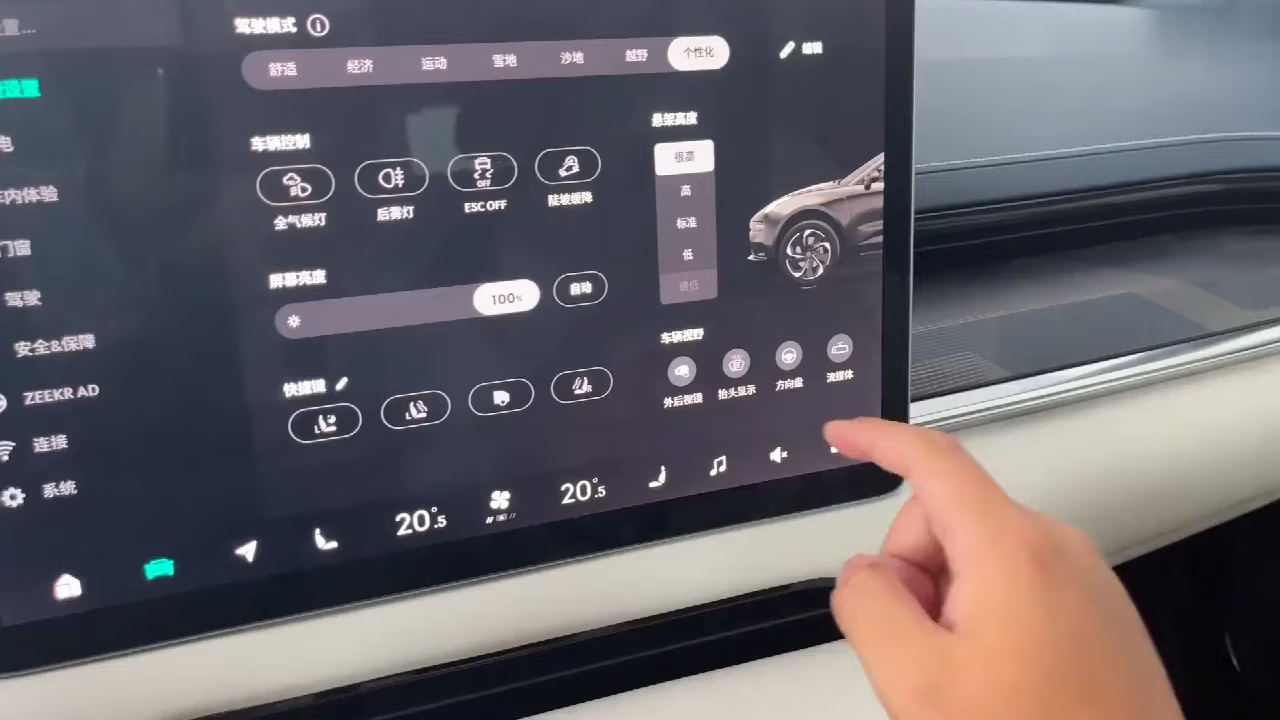 置...
驾驶模式
舒适 经济 运动 雪地 沙地 越野 个性化
编辑
设置
电
车内体验
门窗
驾驶
安全&保障
ZEEKR AD
连接
系统
车辆控制
OFF
全气候灯 后雾灯 ESC OFF 陡坡缓降
屏幕亮度
100%
自动
快捷键
R
悬架高度
很高
高
标准
低
很低
车辆视野
外后视镜 抬头显示 方向盘 流媒体
20°.5
20°.5